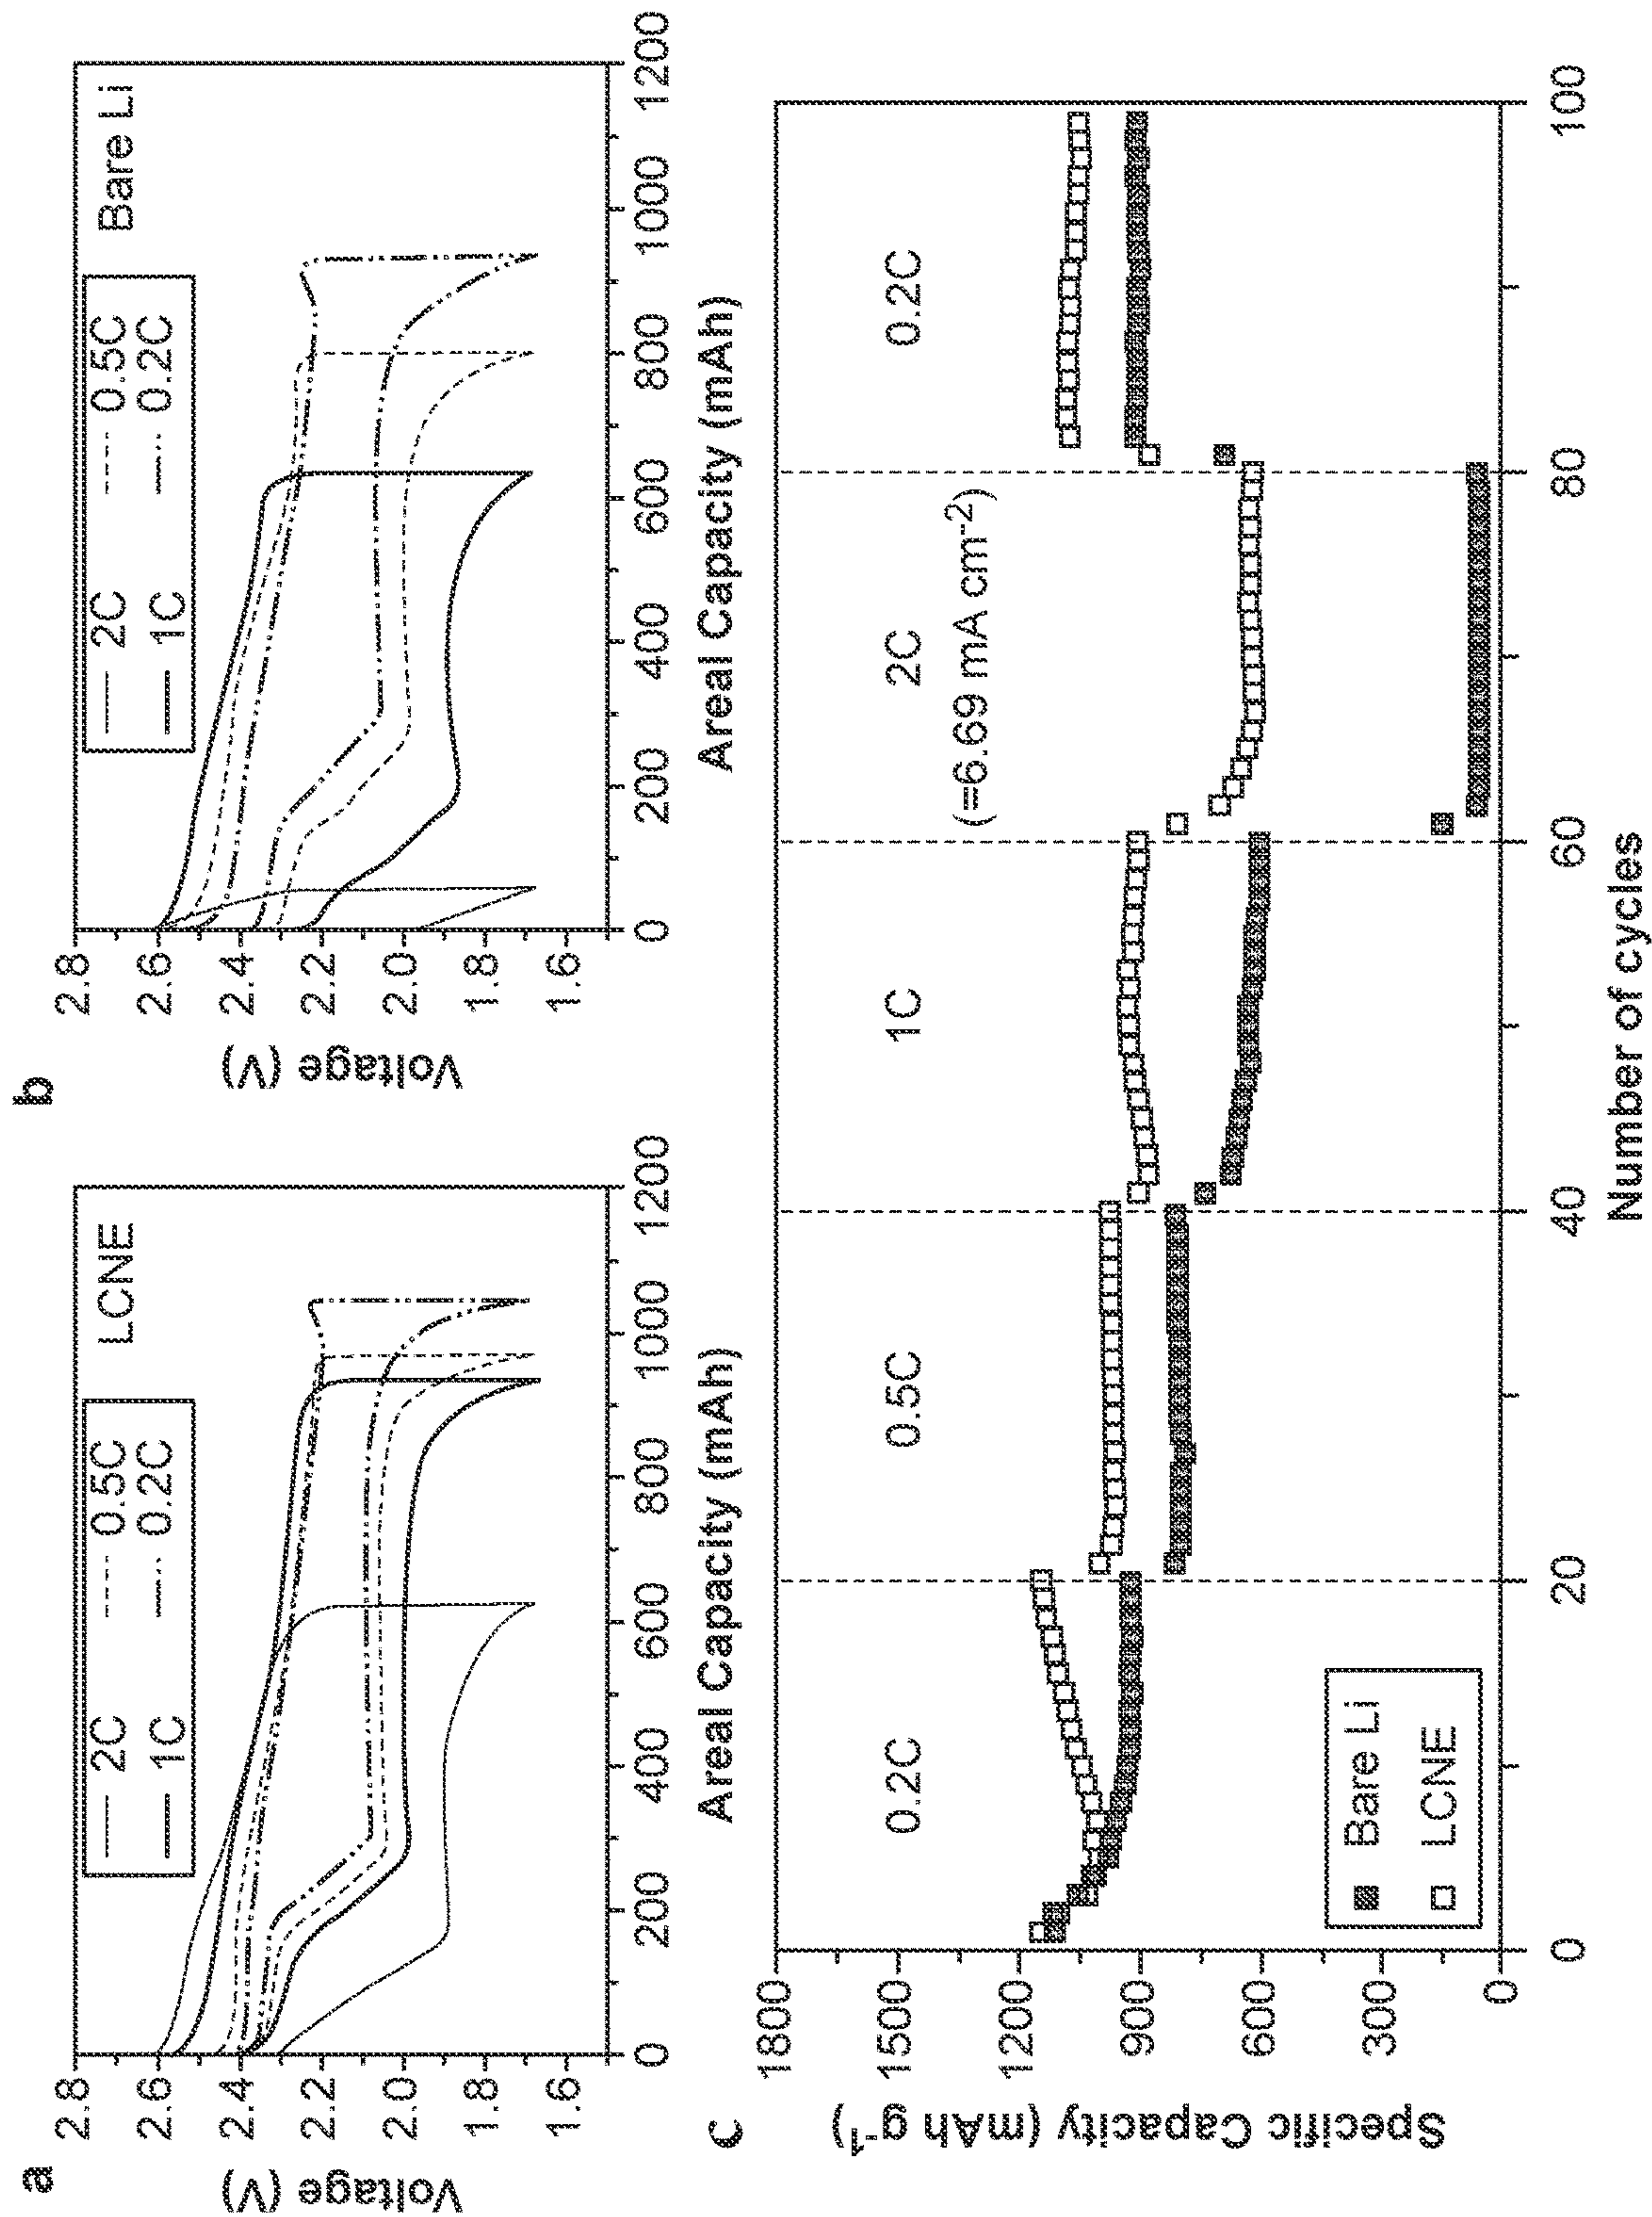 a
LCNE
2C
0.5C
1C
0.2C
2.8
2.6
2.4
2.2
2.0
1.8
1.6
Voltage (V)
0
200
400
600
800
1000
1200
Areal Capacity (mAh)
b
Bare Li
2C
0.5C
1C
0.2C
2.8
2.6
2.4
2.2
2.0
1.8
1.6
Voltage (V)
0
200
400
600
800
1000
1200
Areal Capacity (mAh)
c
0.2C
0.5C
1C
2C
(=6.69 mA cm⁻²)
0.2C
1800
1500
1200
900
600
300
0
Specific Capacity (mAh g⁻¹)
Bare Li
LCNE
0
20
40
60
80
100
Number of cycles